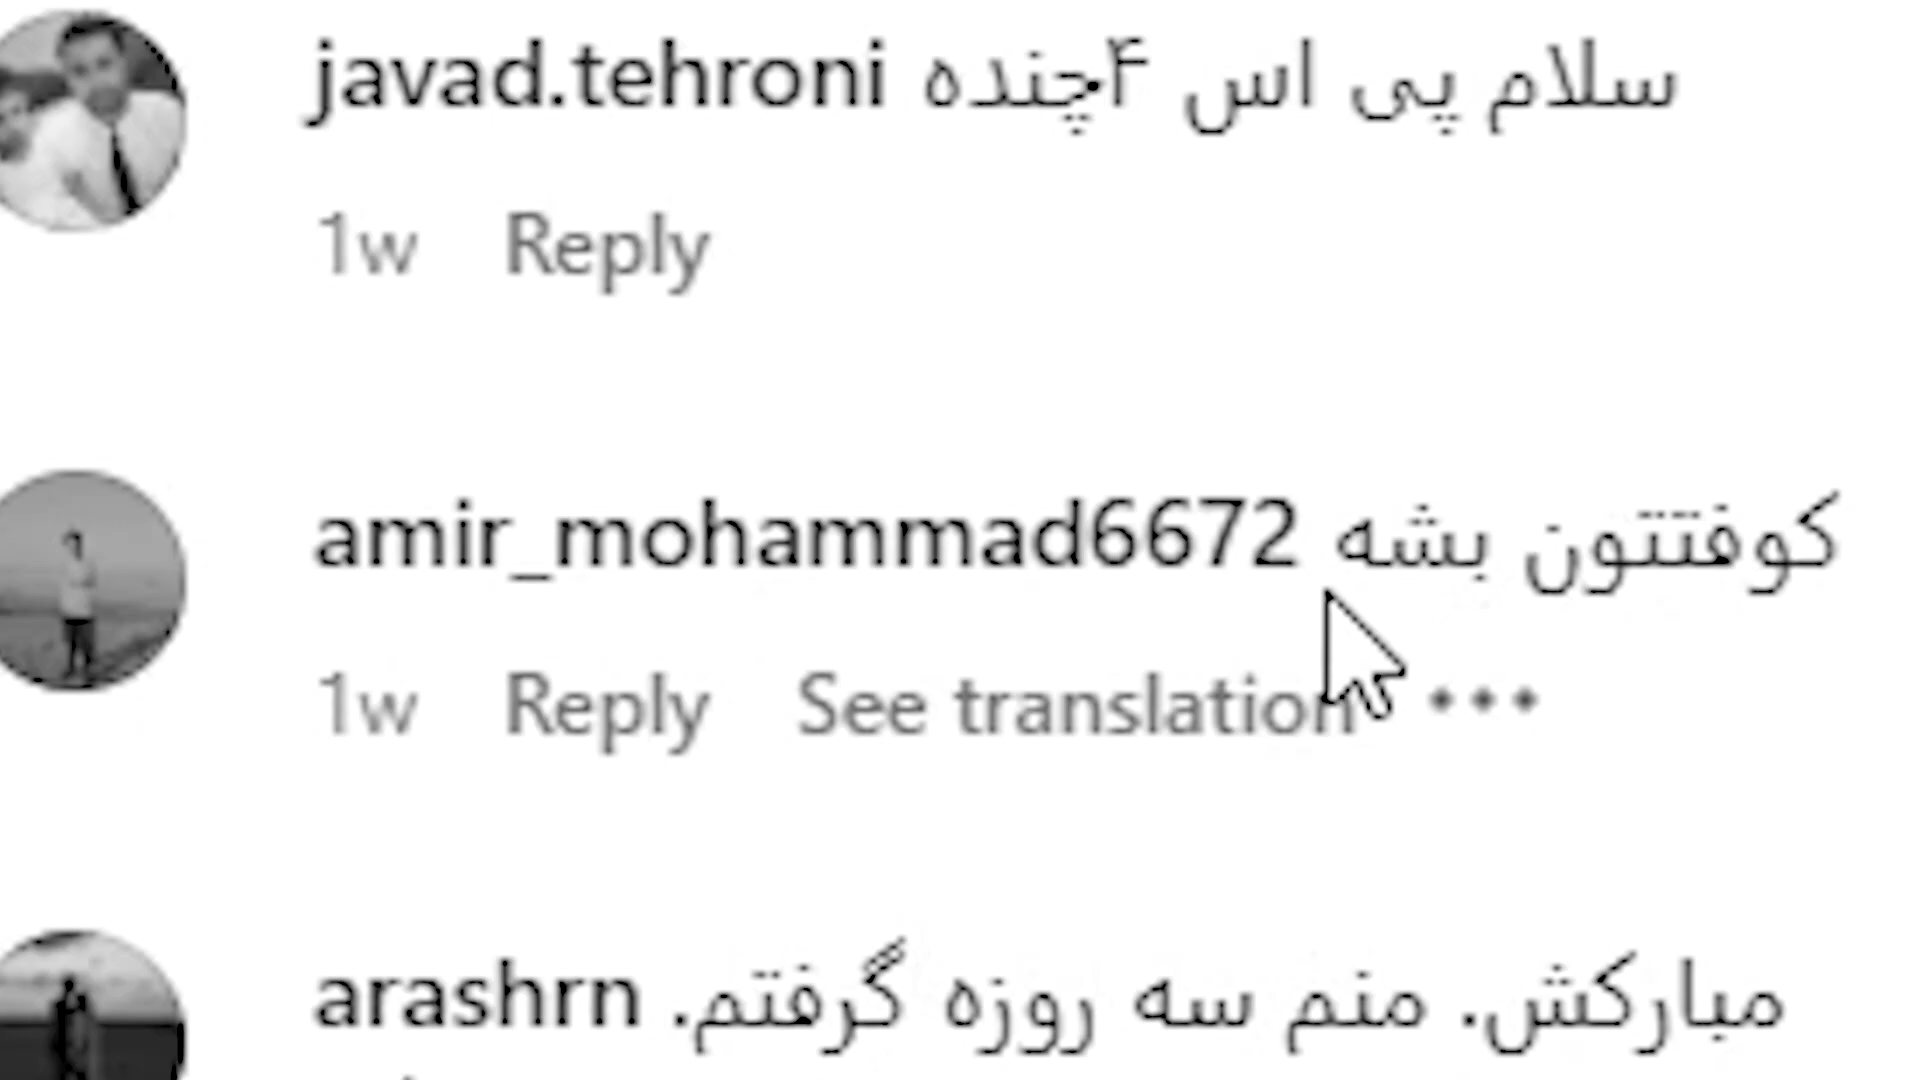 javad.tehroni سلام پی اس ۴چنده
1w Reply
amir_mohammad6672 کوفتتون بشه
1w Reply See translation •••
arashrn مبارکش. منم سه روزه گرفتم.